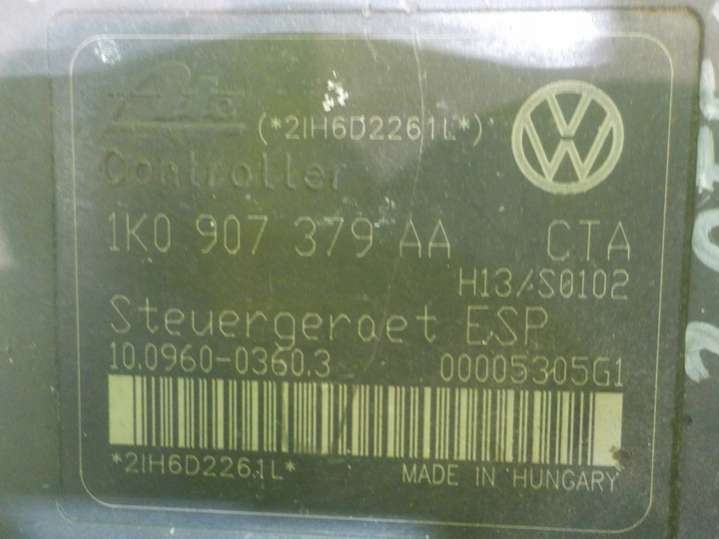 Ate
(*2IH6D2261L*)
Controller
1K0 907 379 AA CTA
H13/S0102
Steuergeraet ESP
10.0960-0360.3 00005305G1
*2IH6D2261L* MADE IN HUNGARY